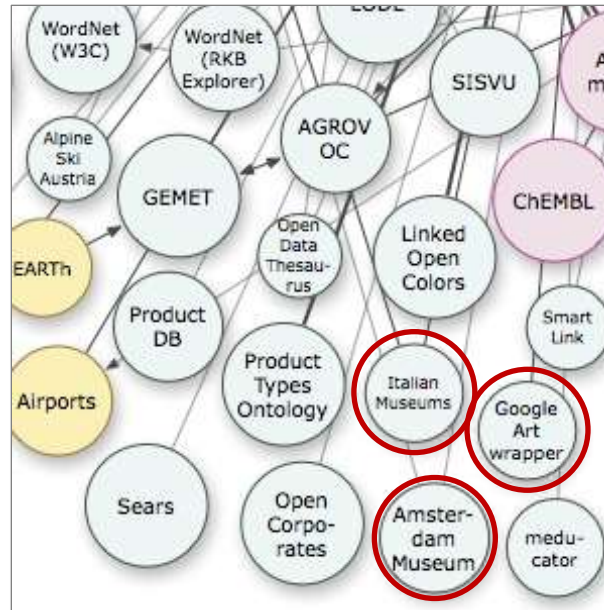 WordNet
(W3C)
WordNet
(RKB
Explorer)
SISVU
AGROV
OC
Alpine
Ski
Austria
GEMET
ChEMBL
Open
Data
Thesau-
rus
Linked
Open
Colors
EARTh
Product
DB
Smart
Link
Product
Types
Ontology
Italian
Museums
Airports
Google
Art
wrapper
Sears
Open
Corpo-
rates
Amster-
dam
Museum
medu-
cator